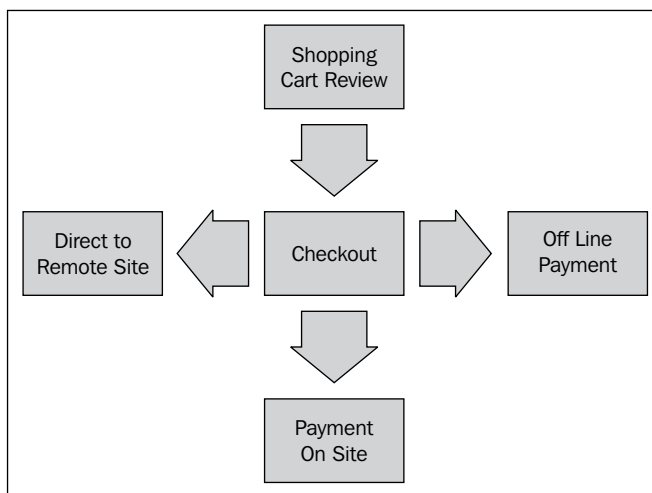 Shopping
Cart Review
Direct to
Remote Site
Checkout
Off Line
Payment
Payment
On Site